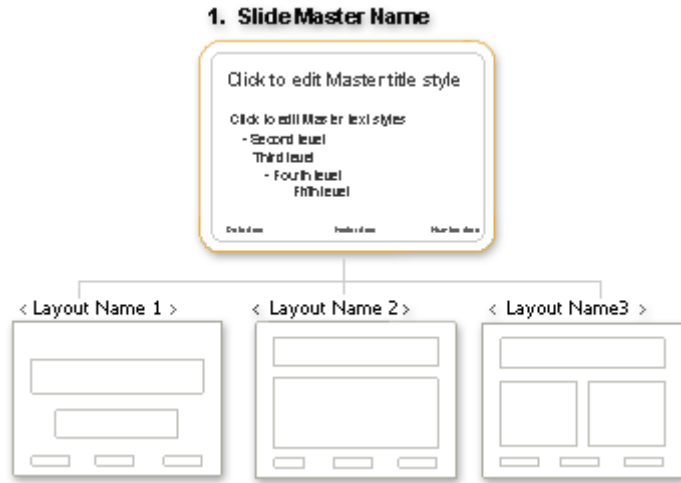 1. Slide Master Name
Click to edit Master title style
Click to edit Master text styles
- Second level
Third level
- Fourth level
Fifth level
< Layout Name 1 >
< Layout Name 2 >
< Layout Name3 >